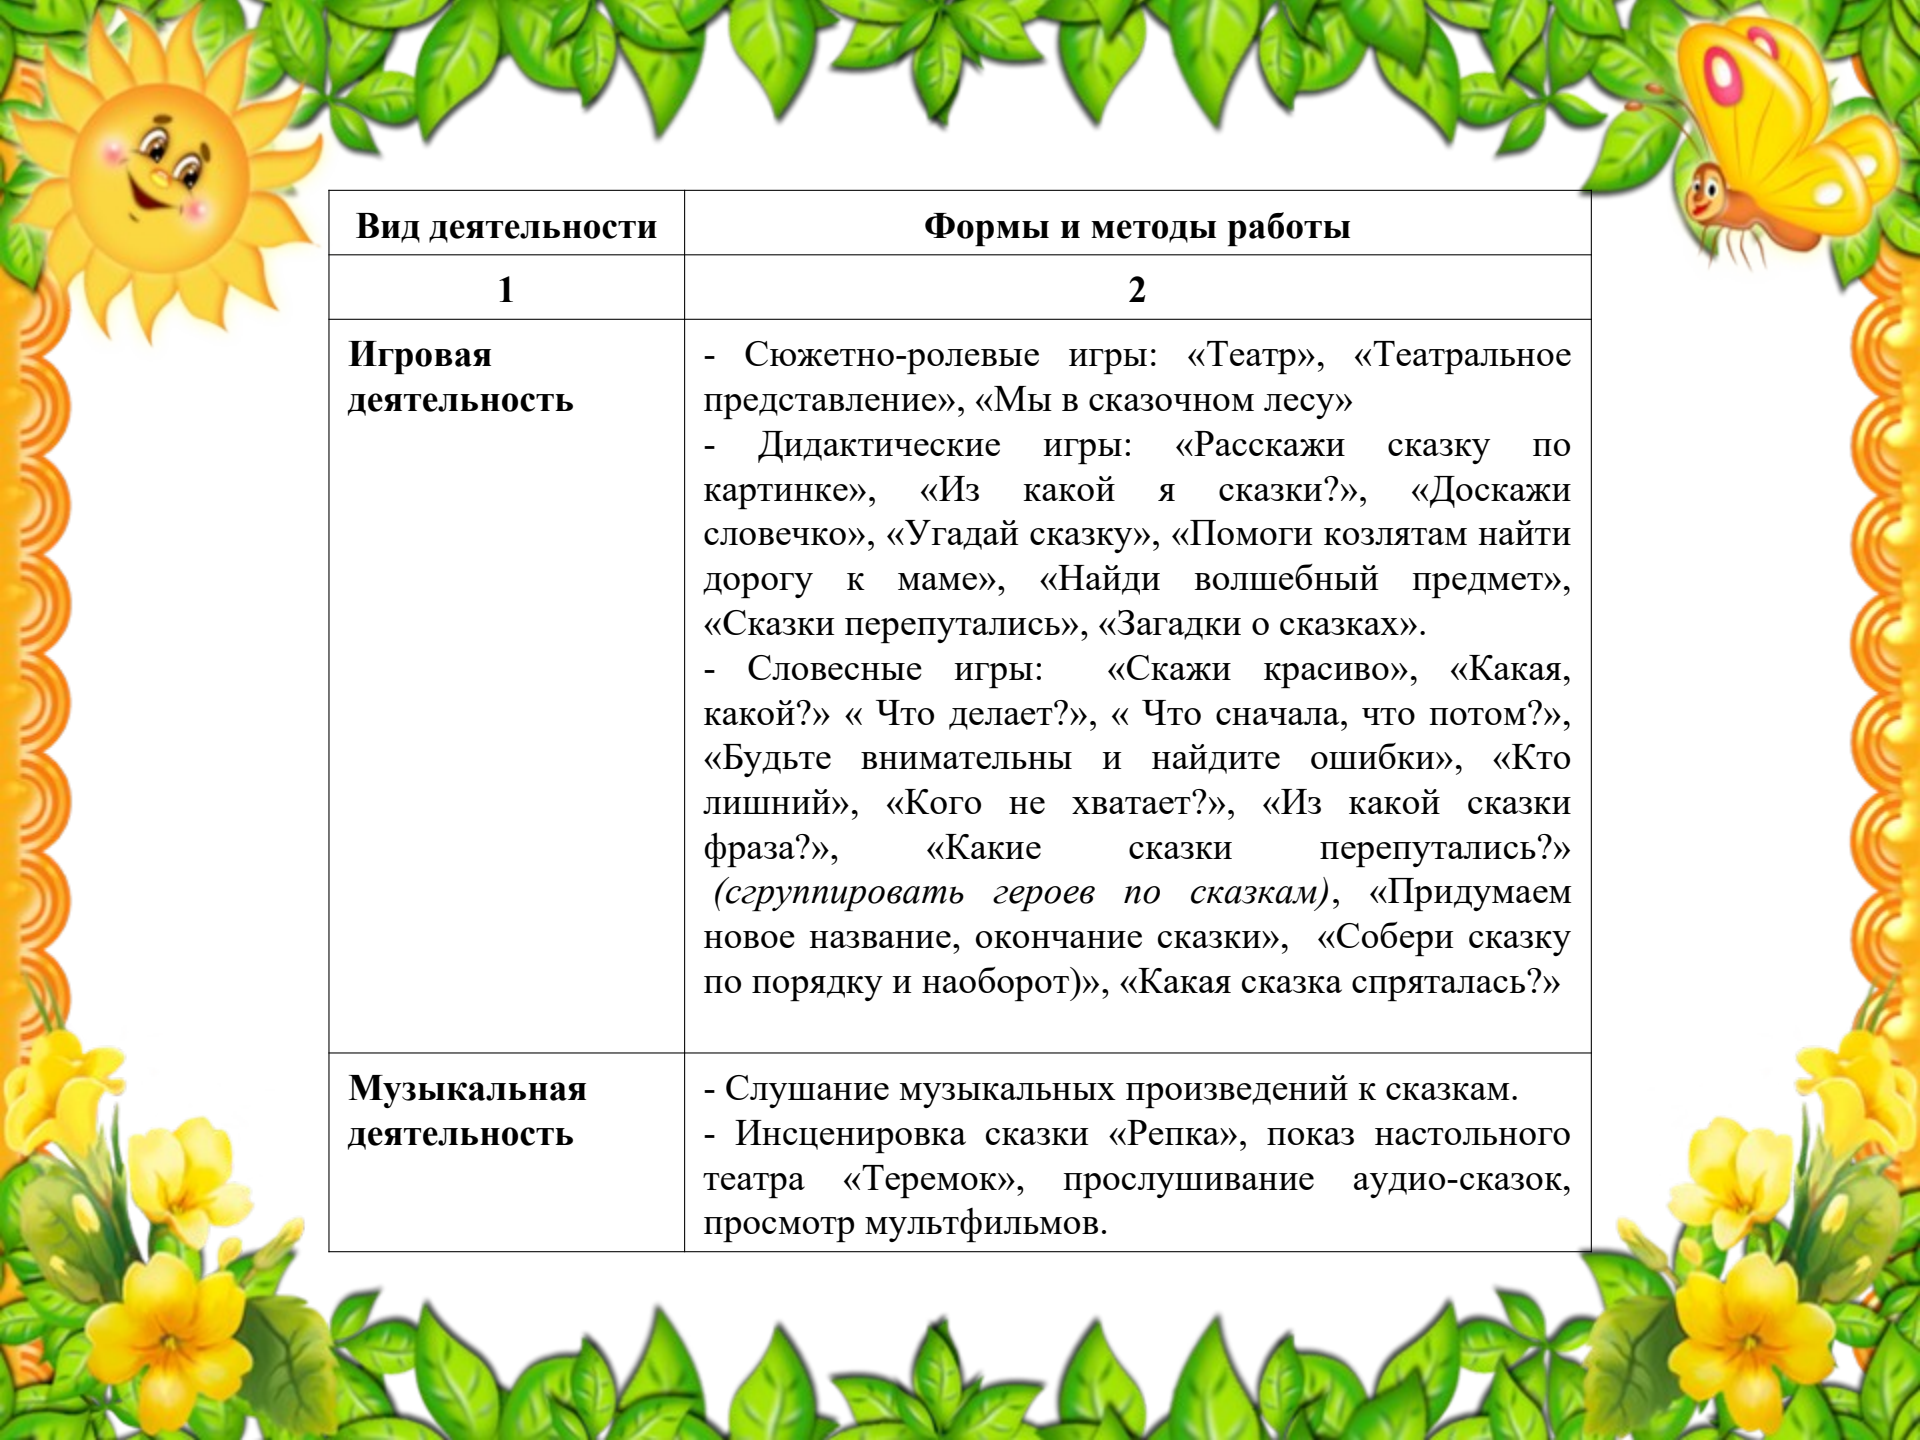 Вид деятельности
Формы и методы работы
1
2
Игровая
деятельность
- Сюжетно-ролевые игры: «Театр», «Театральное
представление», «Мы в сказочном лесу»
- Дидактические игры: «Расскажи сказку по
картинке», «Из какой я сказки?», «Доскажи
словечко», «Угадай сказку», «Помоги козлятам найти
дорогу к маме», «Найди волшебный предмет»,
«Сказки перепутались», «Загадки о сказках».
- Словесные игры: «Скажи красиво», «Какая,
какой?» « Что делает?», « Что сначала, что потом?»,
«Будьте внимательны и найдите ошибки», «Кто
лишний», «Кого не хватает?», «Из какой сказки
фраза?», «Какие сказки перепутались?»
(сгруппировать героев по сказкам), «Придумаем
новое название, окончание сказки», «Собери сказку
по порядку и наоборот)», «Какая сказка спряталась?»
Музыкальная
деятельность
- Слушание музыкальных произведений к сказкам.
- Инсценировка сказки «Репка», показ настольного
театра «Теремок», прослушивание аудио-сказок,
просмотр мультфильмов.